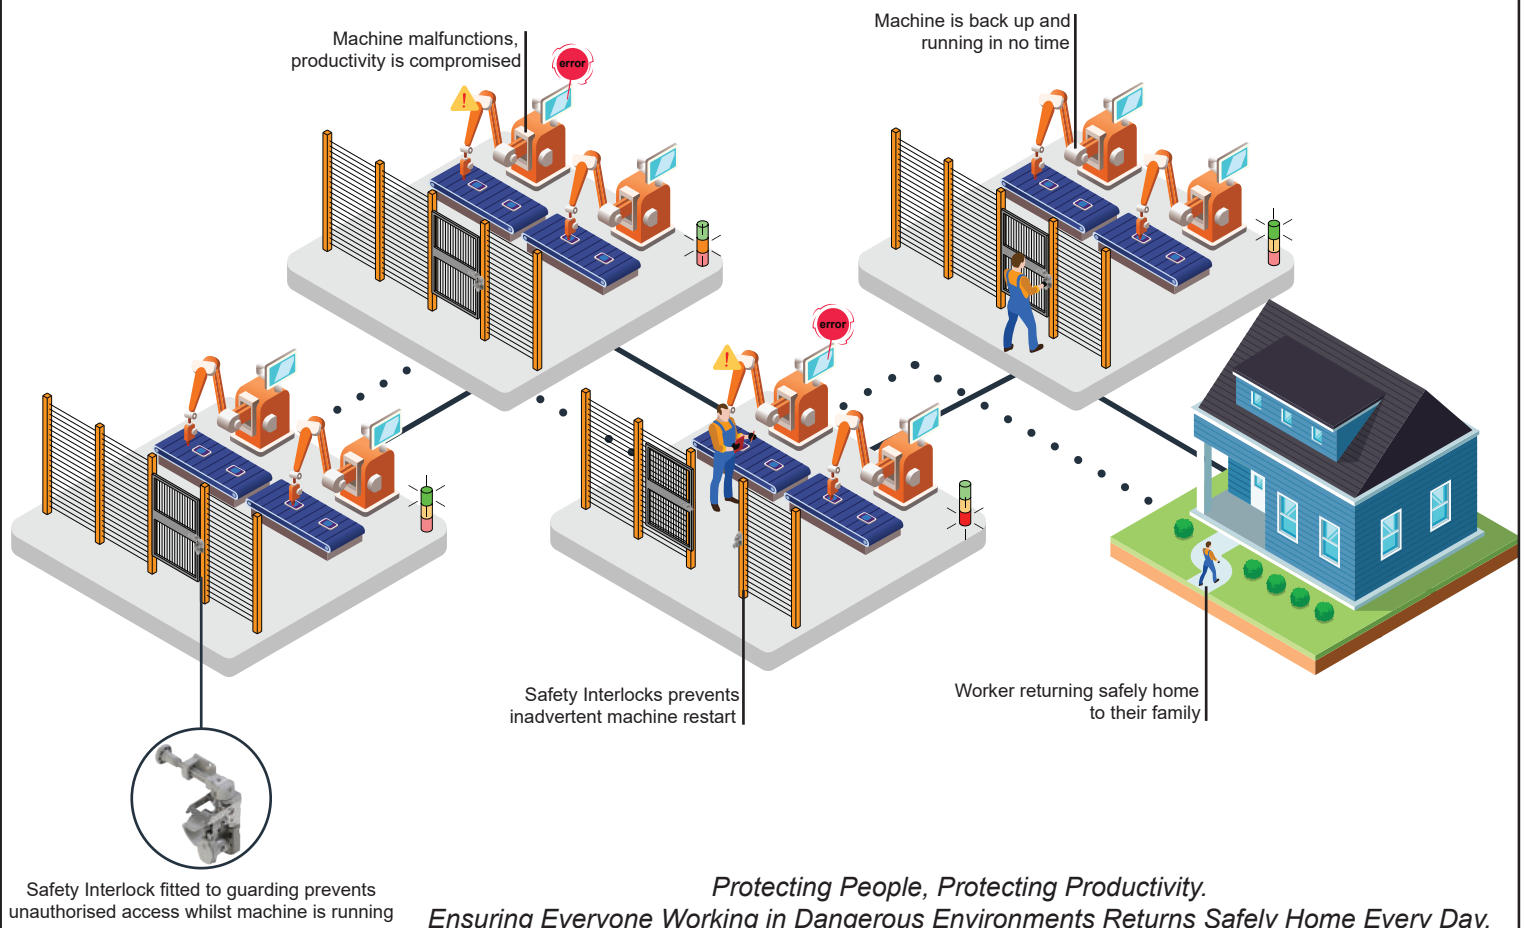 Machine malfunctions,
productivity is compromised
error
Machine is back up and
running in no time
error
Safety Interlocks prevents
inadvertent machine restart
Worker returning safely home
to their family
Safety Interlock fitted to guarding prevents
unauthorised access whilst machine is running
Protecting People, Protecting Productivity.
Ensuring Everyone Working in Dangerous Environments Returns Safely Home Every Day.